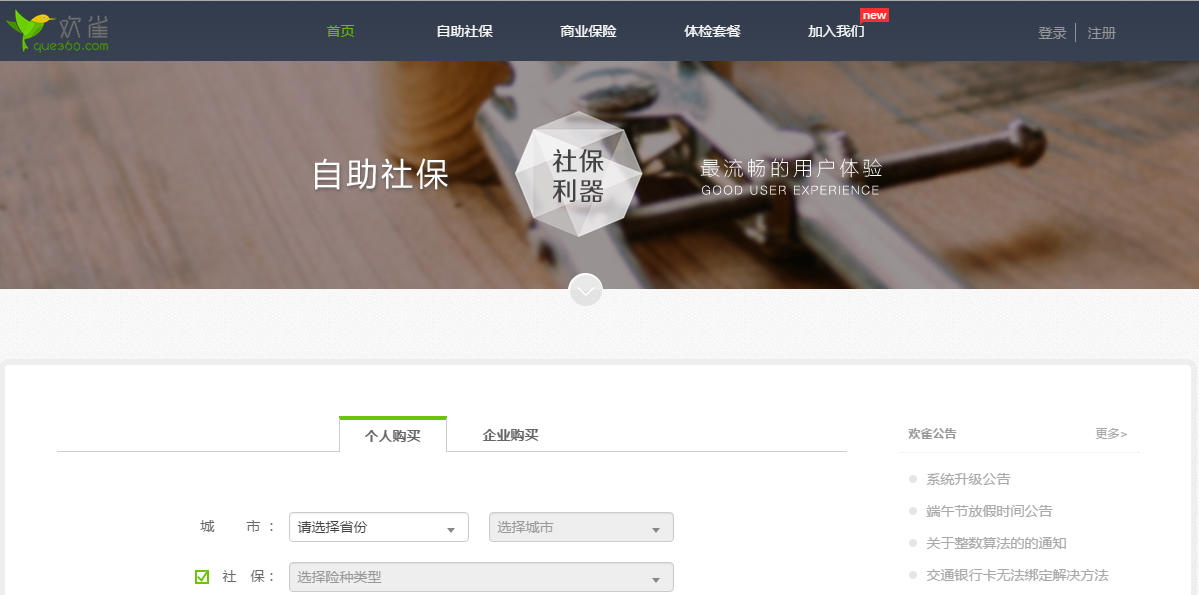 欢雀
que360.com
首页
自助社保
商业保险
体检套餐
加入我们
new
登录
注册
自助社保
社保
利器
最流畅的用户体验
GOOD USER EXPERIENCE
个人购买
企业购买
城 市：
请选择省份
选择城市
社 保：
选择险种类型
欢雀公告
更多>
系统升级公告
端午节放假时间公告
关于整数算法的的通知
交通银行卡无法绑定解决方法